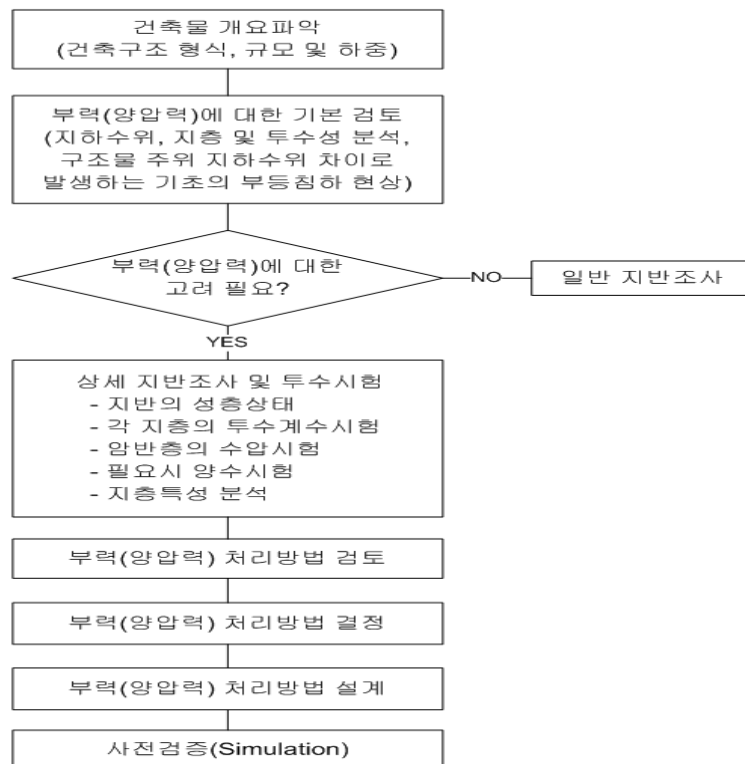 건축물 개요파악
(건축구조 형식, 규모 및 하중)
부력(양압력)에 대한 기본 검토
(지하수위, 지층 및 투수성 분석,
구조물 주위 지하수위 차이로
발생하는 기초의 부등침하 현상)
부력(양압력)에 대한
고려 필요?
NO
일반 지반조사
YES
상세 지반조사 및 투수시험
- 지반의 성층상태
- 각 지층의 투수계수시험
- 암반층의 수압시험
- 필요시 양수시험
- 지층특성 분석
부력(양압력) 처리방법 검토
부력(양압력) 처리방법 결정
부력(양압력) 처리방법 설계
사전검증(Simulation)